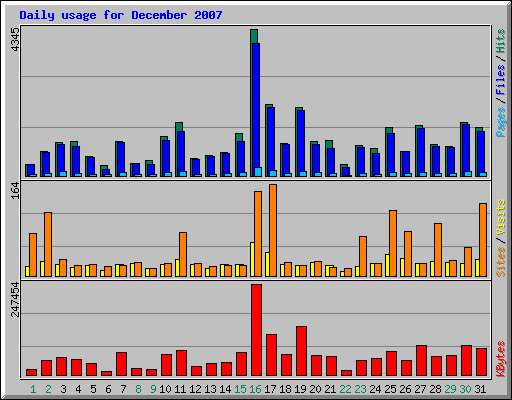 Daily usage for December 2007
4345
Pages / Files / Hits
164
Sites / Visits
247454
KBytes
1 2 3 4 5 6 7 8 9 10 11 12 13 14 15 16 17 18 19 20 21 22 23 24 25 26 27 28 29 30 31